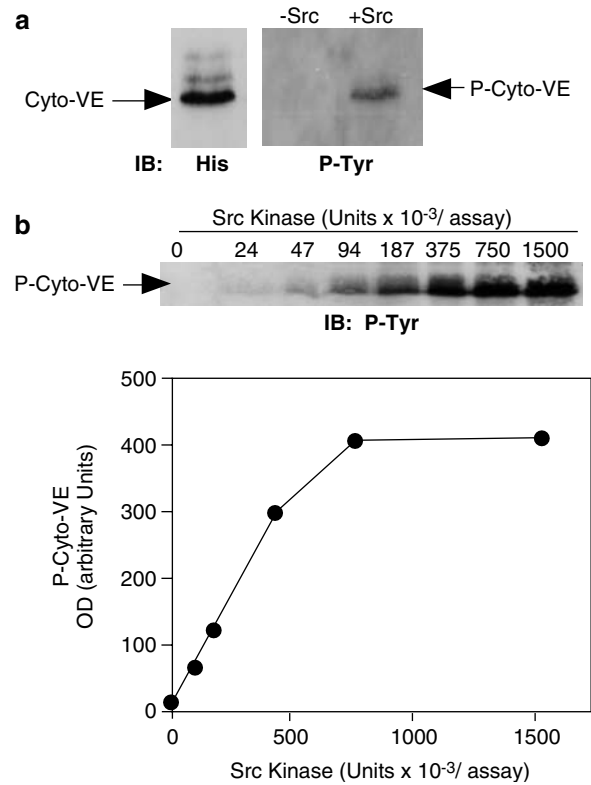 a
-Src +Src
Cyto-VE
P-Cyto-VE
IB: His P-Tyr
b
Src Kinase (Units x 10-3/ assay)
0 24 47 94 187 375 750 1500
P-Cyto-VE
IB: P-Tyr
500
400
300
200
100
0
P-Cyto-VE
OD (arbitrary Units)
0 500 1000 1500
Src Kinase (Units x 10-3/ assay)